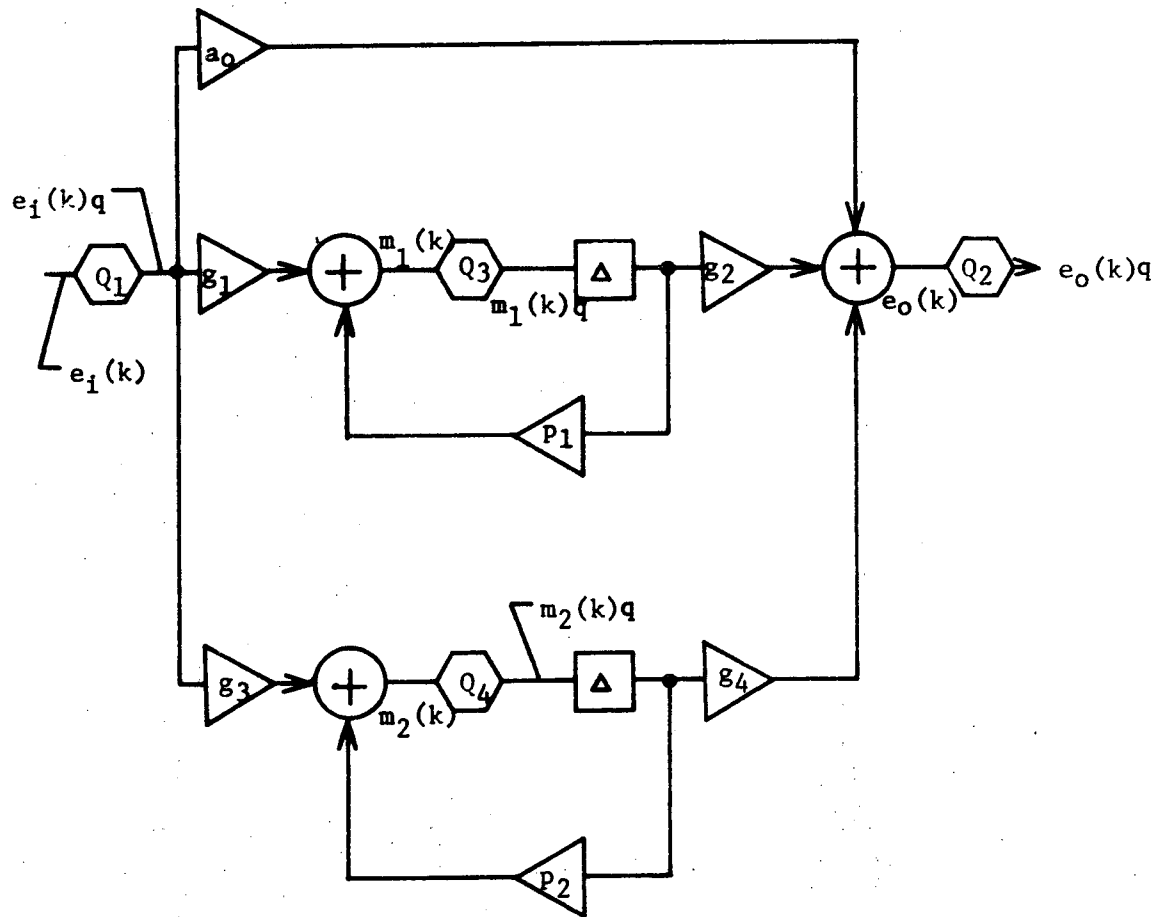 a₀
eᵢ(k)q
Q₁
g₁
+
m₁(k)
Q₃
m₁(k)q
Δ
g₂
+
e₀(k)
Q₂
e₀(k)q
eᵢ(k)
P₁
g₃
+
m₂(k)
Q₄
m₂(k)q
Δ
g₄
P₂